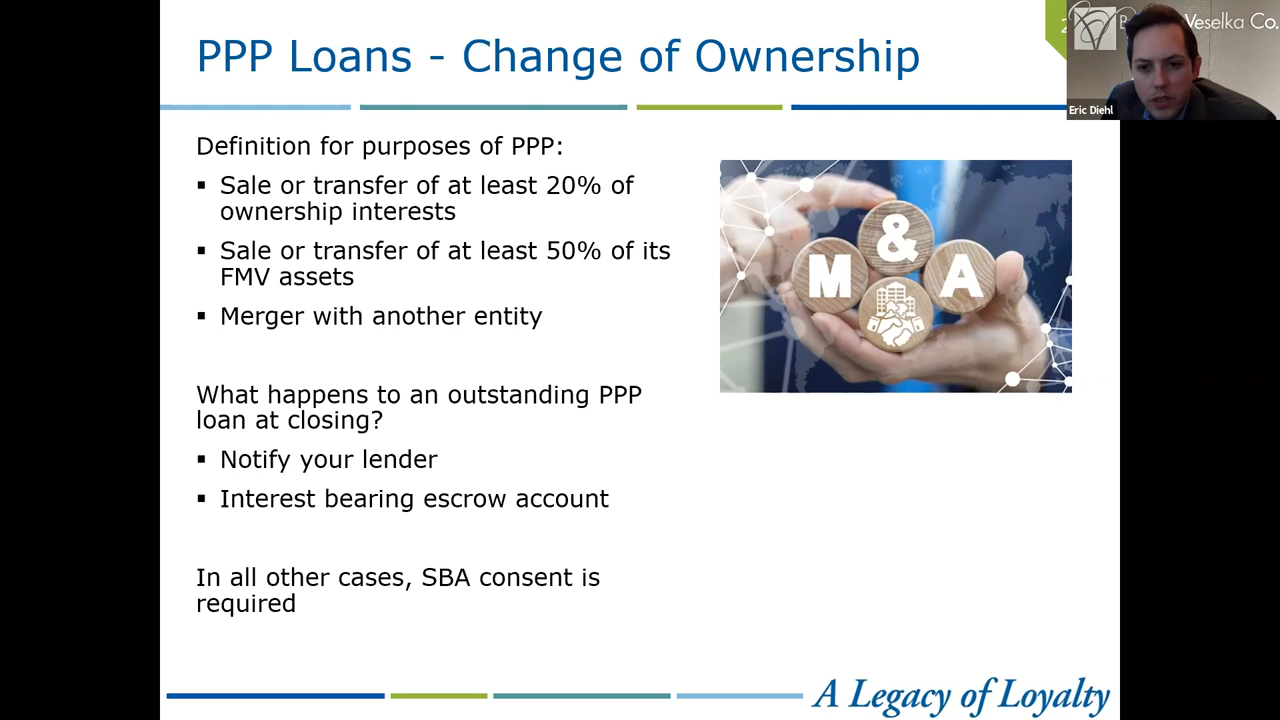 PPP Loans - Change of Ownership
Veselka Co.
Eric Diehl
Definition for purposes of PPP:
▪ Sale or transfer of at least 20% of
ownership interests
▪ Sale or transfer of at least 50% of its
FMV assets
▪ Merger with another entity
&
M A
What happens to an outstanding PPP
loan at closing?
▪ Notify your lender
▪ Interest bearing escrow account
In all other cases, SBA consent is
required
A Legacy of Loyalty